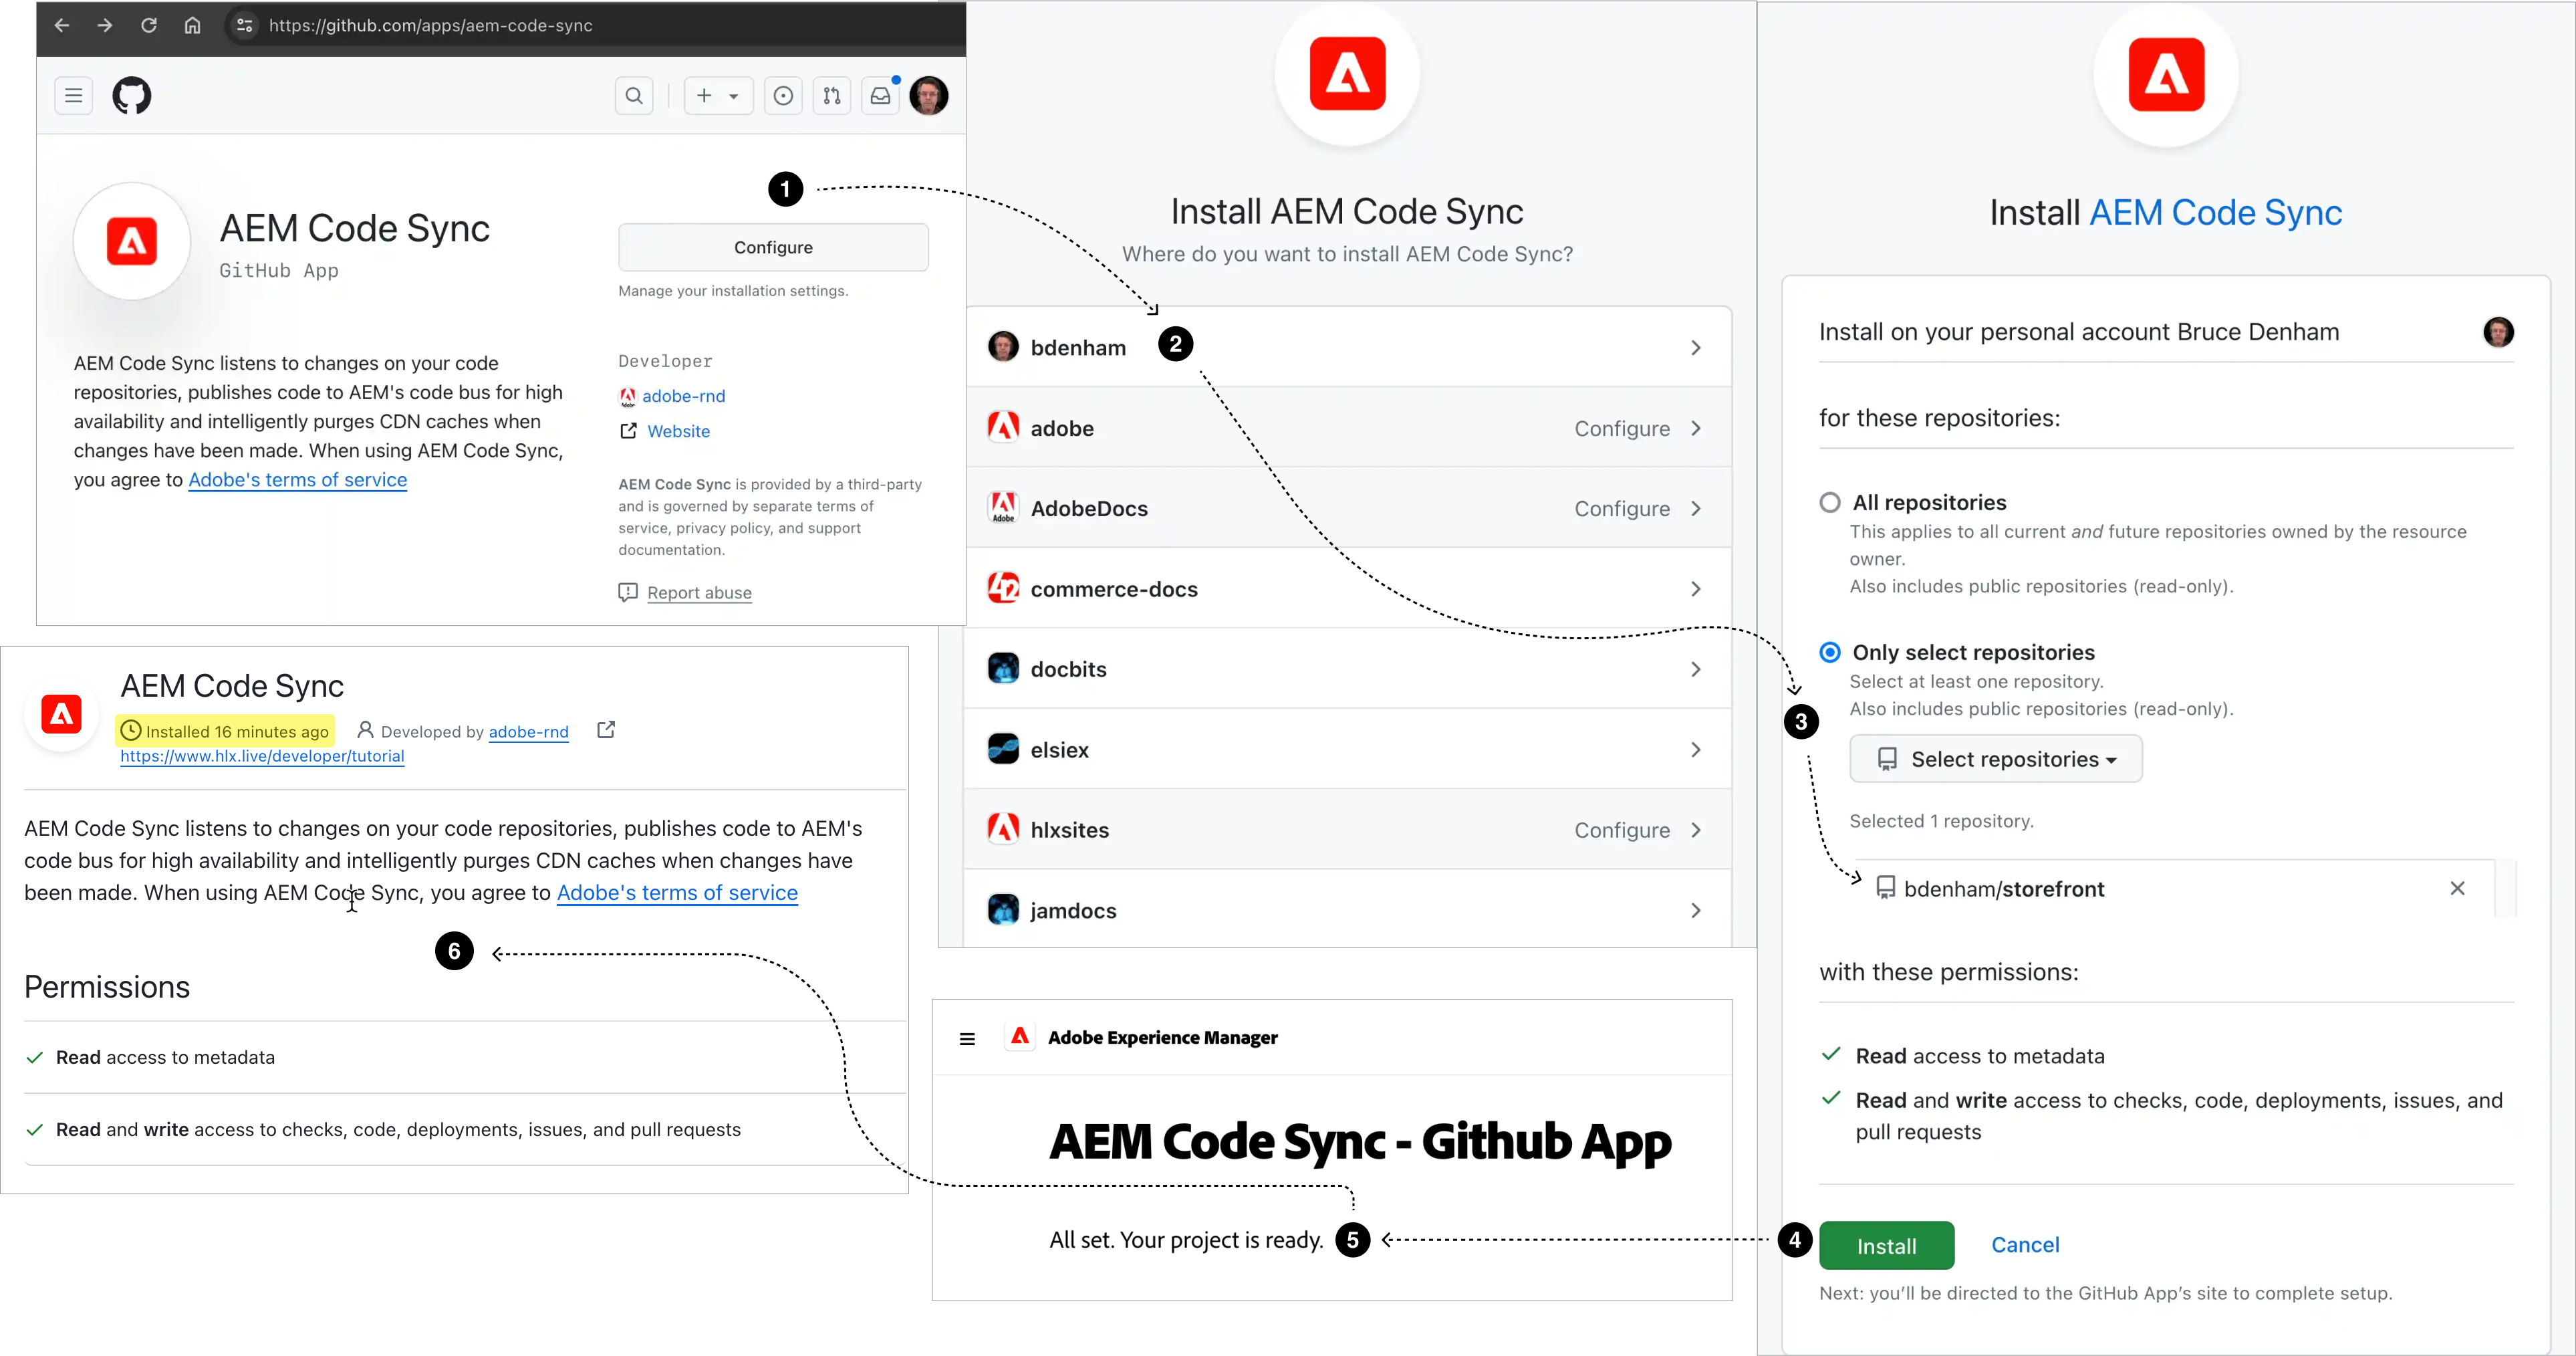 https://github.com/apps/aem-code-sync
1
AEM Code Sync
GitHub App
Configure
Manage your installation settings.
AEM Code Sync listens to changes on your code
repositories, publishes code to AEM's code bus for high
availability and intelligently purges CDN caches when
changes have been made. When using AEM Code Sync,
you agree to Adobe's terms of service
Developer
adobe-rnd
Website
AEM Code Sync is provided by a third-party
and is governed by separate terms of
service, privacy policy, and support
documentation.
Report abuse
Install AEM Code Sync
Where do you want to install AEM Code Sync?
bdenham
2
adobe
Configure
Adobe
AdobeDocs
Configure
commerce-docs
docbits
elsiex
hlxsites
Configure
jamdocs
Install AEM Code Sync
Install on your personal account Bruce Denham
for these repositories:
All repositories
This applies to all current and future repositories owned by the resource
owner.
Also includes public repositories (read-only).
Only select repositories
Select at least one repository.
Also includes public repositories (read-only).
3
Select repositories
Selected 1 repository.
bdenham/storefront
with these permissions:
Read access to metadata
Read and write access to checks, code, deployments, issues, and
pull requests
4
Install
Cancel
Next: you'll be directed to the GitHub App's site to complete setup.
Adobe Experience Manager
AEM Code Sync - Github App
All set. Your project is ready.
5
AEM Code Sync
Installed 16 minutes ago
Developed by adobe-rnd
https://www.hlx.live/developer/tutorial
AEM Code Sync listens to changes on your code repositories, publishes code to AEM's
code bus for high availability and intelligently purges CDN caches when changes have
been made. When using AEM Code Sync, you agree to Adobe's terms of service
6
Permissions
Read access to metadata
Read and write access to checks, code, deployments, issues, and pull requests